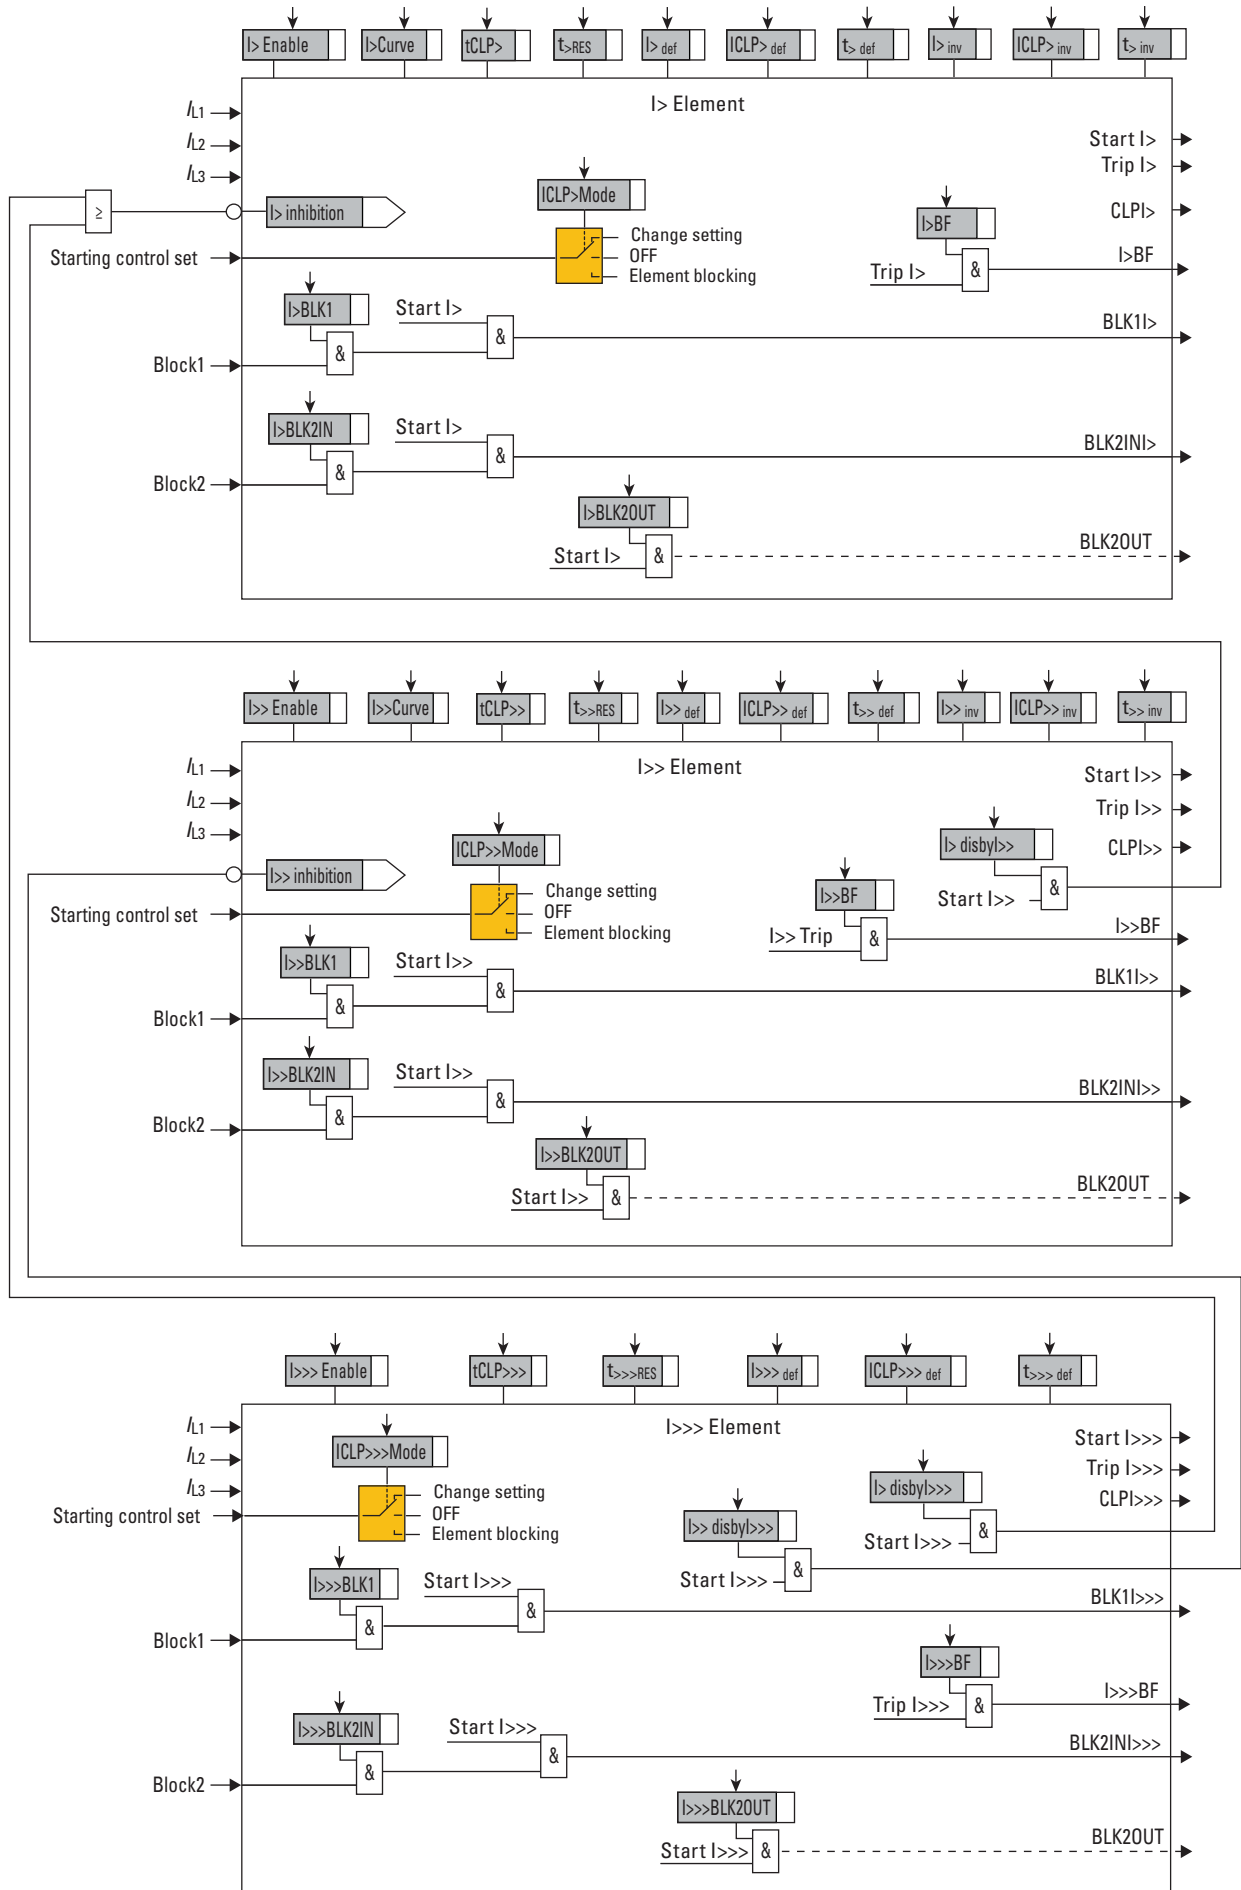 I> Enable I>Curve tCLP> t>RES I> def ICLP> def t> def I> inv ICLP> inv t> inv
I> Element
IL1
IL2
IL3
Start I>
Trip I>
CLPI>
I>BF
≥
I> inhibition
ICLP>Mode
Change setting
OFF
Element blocking
Starting control set
I>BF
Trip I>
&
I>BLK1
Start I>
&
&
BLK1I>
Block1
I>BLK2IN
Start I>
&
&
BLK2INI>
Block2
I>BLK2OUT
Start I>
&
BLK2OUT
I>> Enable I>>Curve tCLP>> t>>RES I>> def ICLP>> def t>> def I>> inv ICLP>> inv t>> inv
I>> Element
IL1
IL2
IL3
Start I>>
Trip I>>
CLPI>>
I>>BF
I>> inhibition
ICLP>>Mode
Change setting
OFF
Element blocking
Starting control set
I> disbyI>>
Start I>>
&
I>>BF
I>> Trip
&
I>>BLK1
Start I>>
&
&
BLK1I>>
Block1
I>>BLK2IN
Start I>>
&
&
BLK2INI>>
Block2
I>>BLK2OUT
Start I>>
&
BLK2OUT
I>>> Enable tCLP>>> t>>>RES I>>> def ICLP>>> def t>>> def
I>>> Element
IL1
IL2
IL3
Start I>>>
Trip I>>>
CLPI>>>
ICLP>>>Mode
Change setting
OFF
Element blocking
Starting control set
I> disbyI>>>
Start I>>>
&
I>> disbyI>>>
Start I>>>
&
I>>>BLK1
Start I>>>
&
&
BLK1I>>>
Block1
I>>>BF
Trip I>>>
&
I>>>BF
I>>>BLK2IN
Start I>>>
&
&
BLK2INI>>>
Block2
I>>>BLK2OUT
Start I>>>
&
BLK2OUT